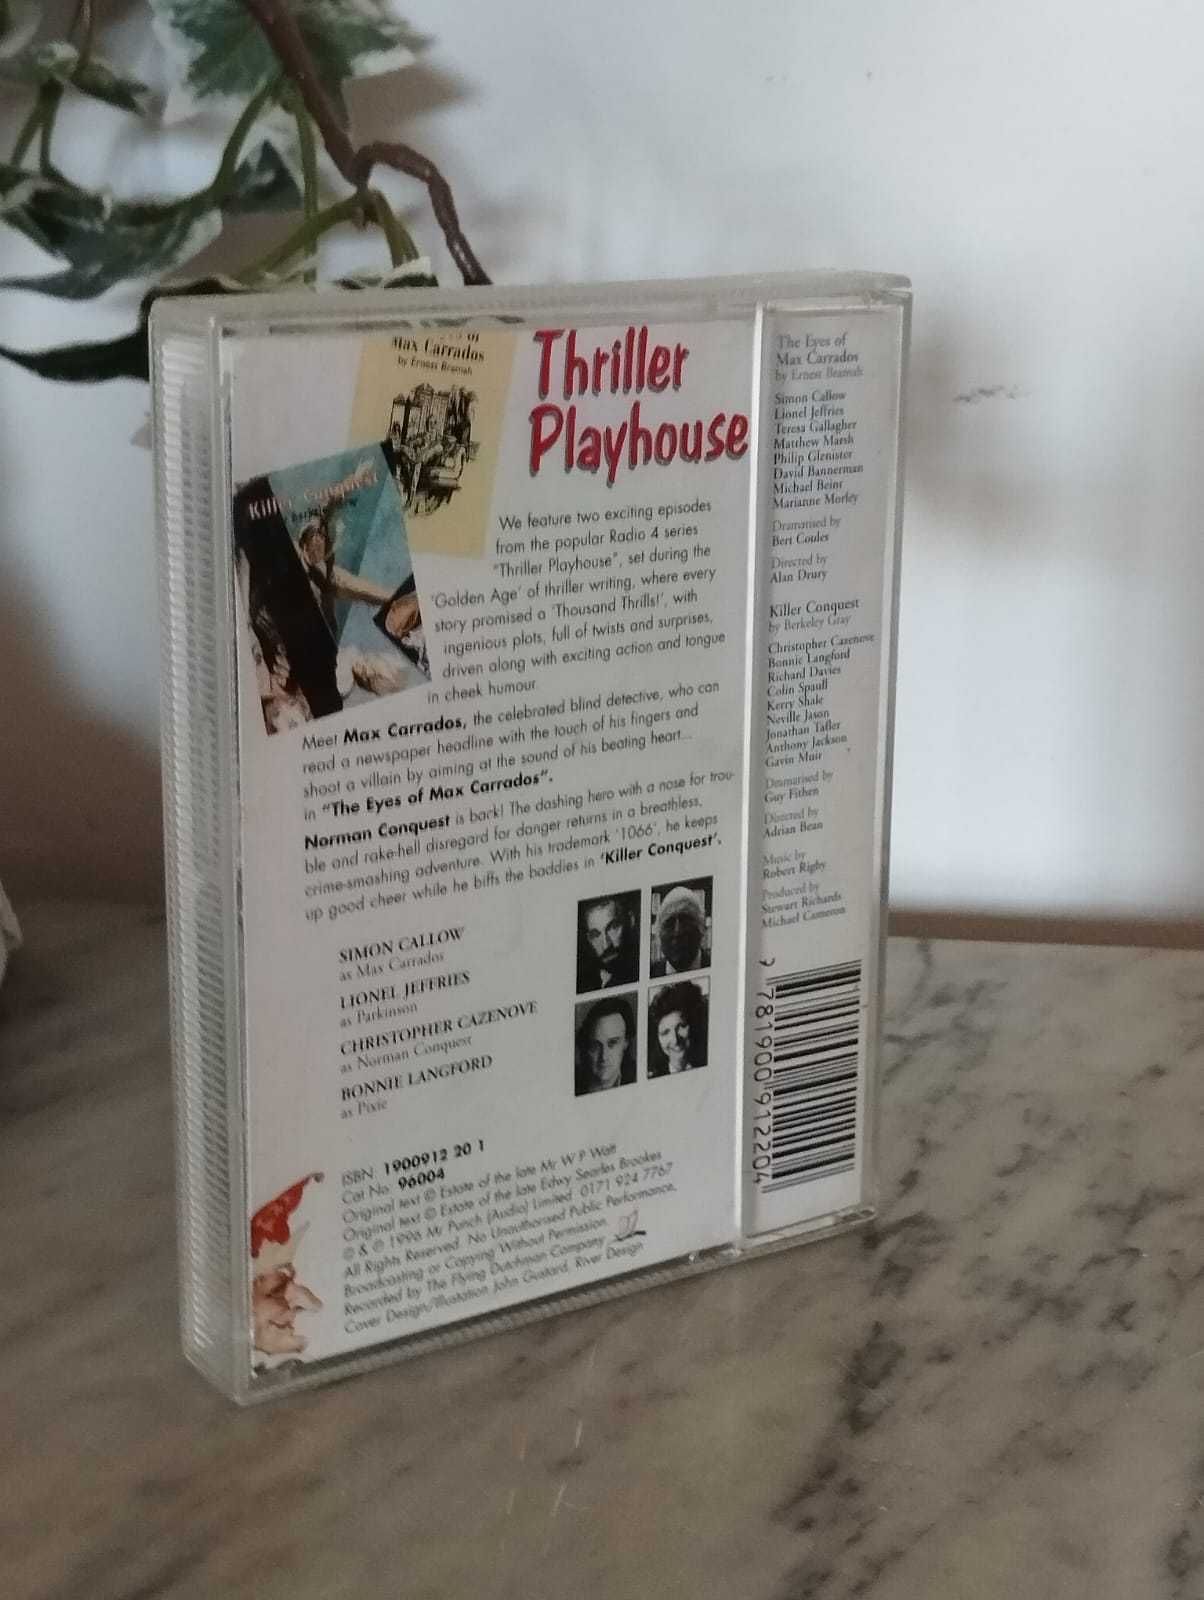 Max Carrados
by Ernest Bramah
Killer Conquest
Thriller
Playhouse
We feature two exciting episodes
from the popular Radio 4 series
"Thriller Playhouse", set during the
'Golden Age' of thriller writing, where every
story promised a 'Thousand Thrills!', with
ingenious plots, full of twists and surprises,
driven along with exciting action and tongue
in cheek humour.
Meet Max Carrados, the celebrated blind detective, who can
read a newspaper headline with the touch of his fingers and
shoot a villain by aiming at the sound of his beating heart...
in "The Eyes of Max Carrados".
Norman Conquest is back! The dashing hero with a nose for trou-
ble and rake-hell disregard for danger returns in a breathless,
crime-smashing adventure. With his trademark '1066', he keeps
up good cheer while he biffs the baddies in 'Killer Conquest'.
SIMON CALLOW
as Max Carrados
LIONEL JEFFRIES
as Parkinson
CHRISTOPHER CAZENOVE
as Norman Conquest
BONNIE LANGFORD
as Pixie
ISBN. 1900912 20 1
Cat No. 96004
Original text © Estate of the late Mr W P Watt
Original text © Estate of the late Edwy Searles Brookes
© & ℗ 1996 Mr Punch (Audio) Limited. 0171 924 7767
All Rights Reserved. No Unauthorised Public Performance,
Broadcasting or Copying Without Permission.
Recorded by The Flying Dutchman Company
Cover Design/Illustation John Gustard, River Design
The Eyes of
Max Carrados
by Ernest Bramah
Simon Callow
Lionel Jeffries
Teresa Gallagher
Matthew Marsh
Philip Glenister
David Bannerman
Michael Beint
Marianne Morley
Dramatised by
Bert Coules
Directed by
Alan Drury
Killer Conquest
by Berkeley Gray
Christopher Cazenove
Bonnie Langford
Richard Davies
Colin Spaull
Kerry Shale
Neville Jason
Jonathan Tafler
Anthony Jackson
Gavin Muir
Dramatised by
Guy Fithen
Directed by
Adrian Bean
Music by
Robert Rigby
Produced by
Stewart Richards
Michael Cameron
9 781900 912204